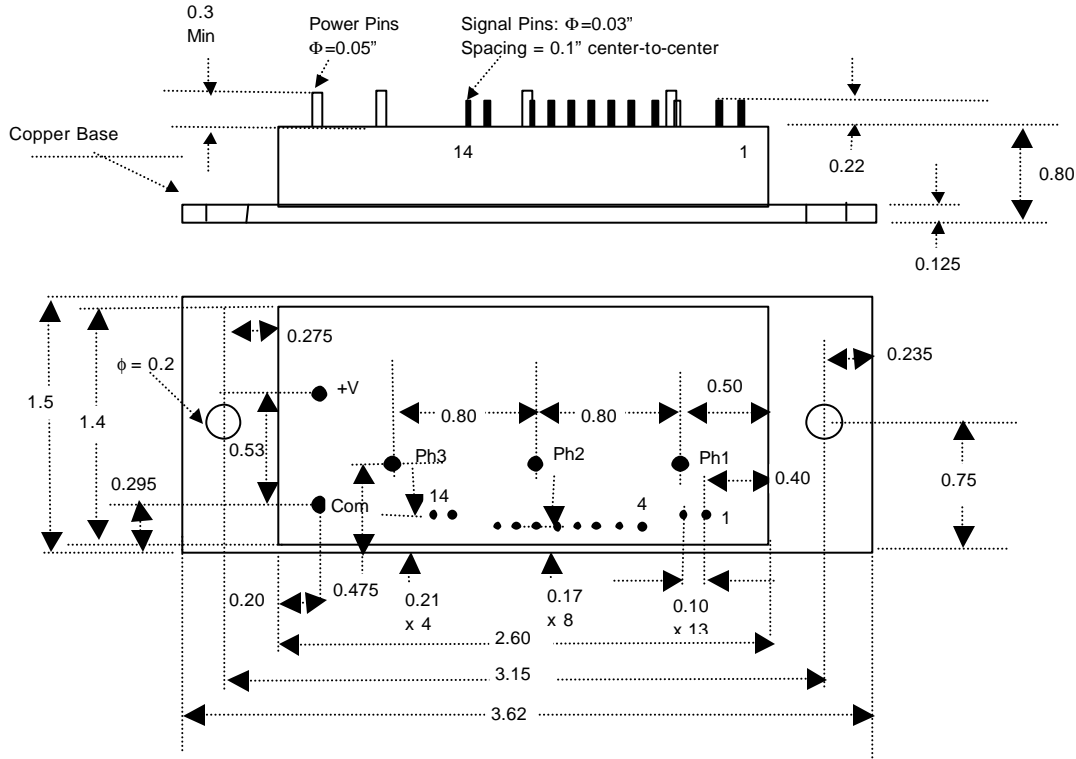 0.3
Min
Power Pins
Φ=0.05”
Signal Pins: Φ=0.03”
Spacing = 0.1” center-to-center
Copper Base
14
1
0.22
0.80
0.125
0.275
0.235
ϕ = 0.2
+V
0.50
1.5
1.4
0.80
0.80
0.53
Ph3
Ph2
Ph1
0.75
0.295
0.40
Com
14
4
1
0.475
0.20
0.21
x 4
0.17
x 8
0.10
x 13
2.60
3.15
3.62